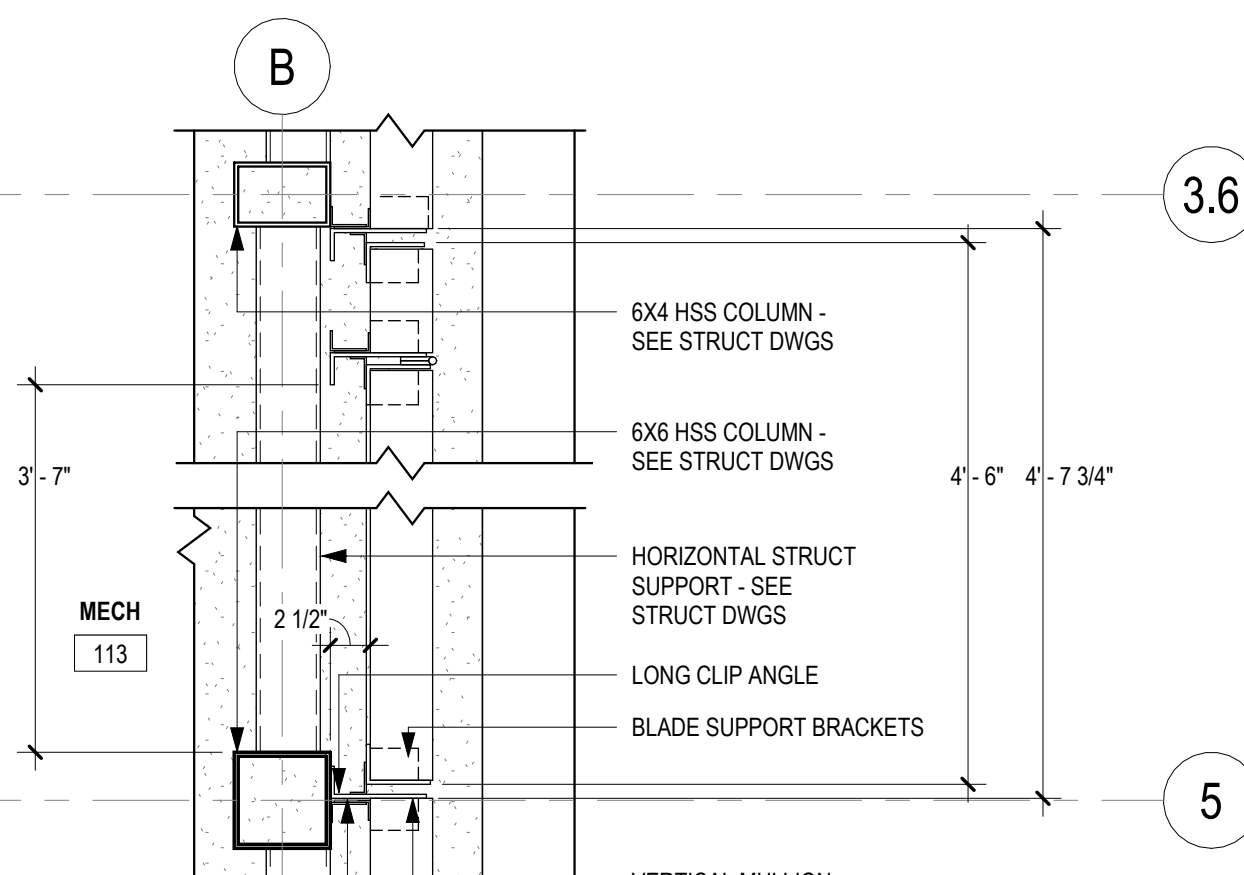 B
3.6
6X4 HSS COLUMN -
SEE STRUCT DWGS
6X6 HSS COLUMN -
SEE STRUCT DWGS
3' - 7"
4' - 6"
4' - 7 3/4"
HORIZONTAL STRUCT
SUPPORT - SEE
STRUCT DWGS
MECH
113
2 1/2"
LONG CLIP ANGLE
BLADE SUPPORT BRACKETS
5
VERTICAL MULLION